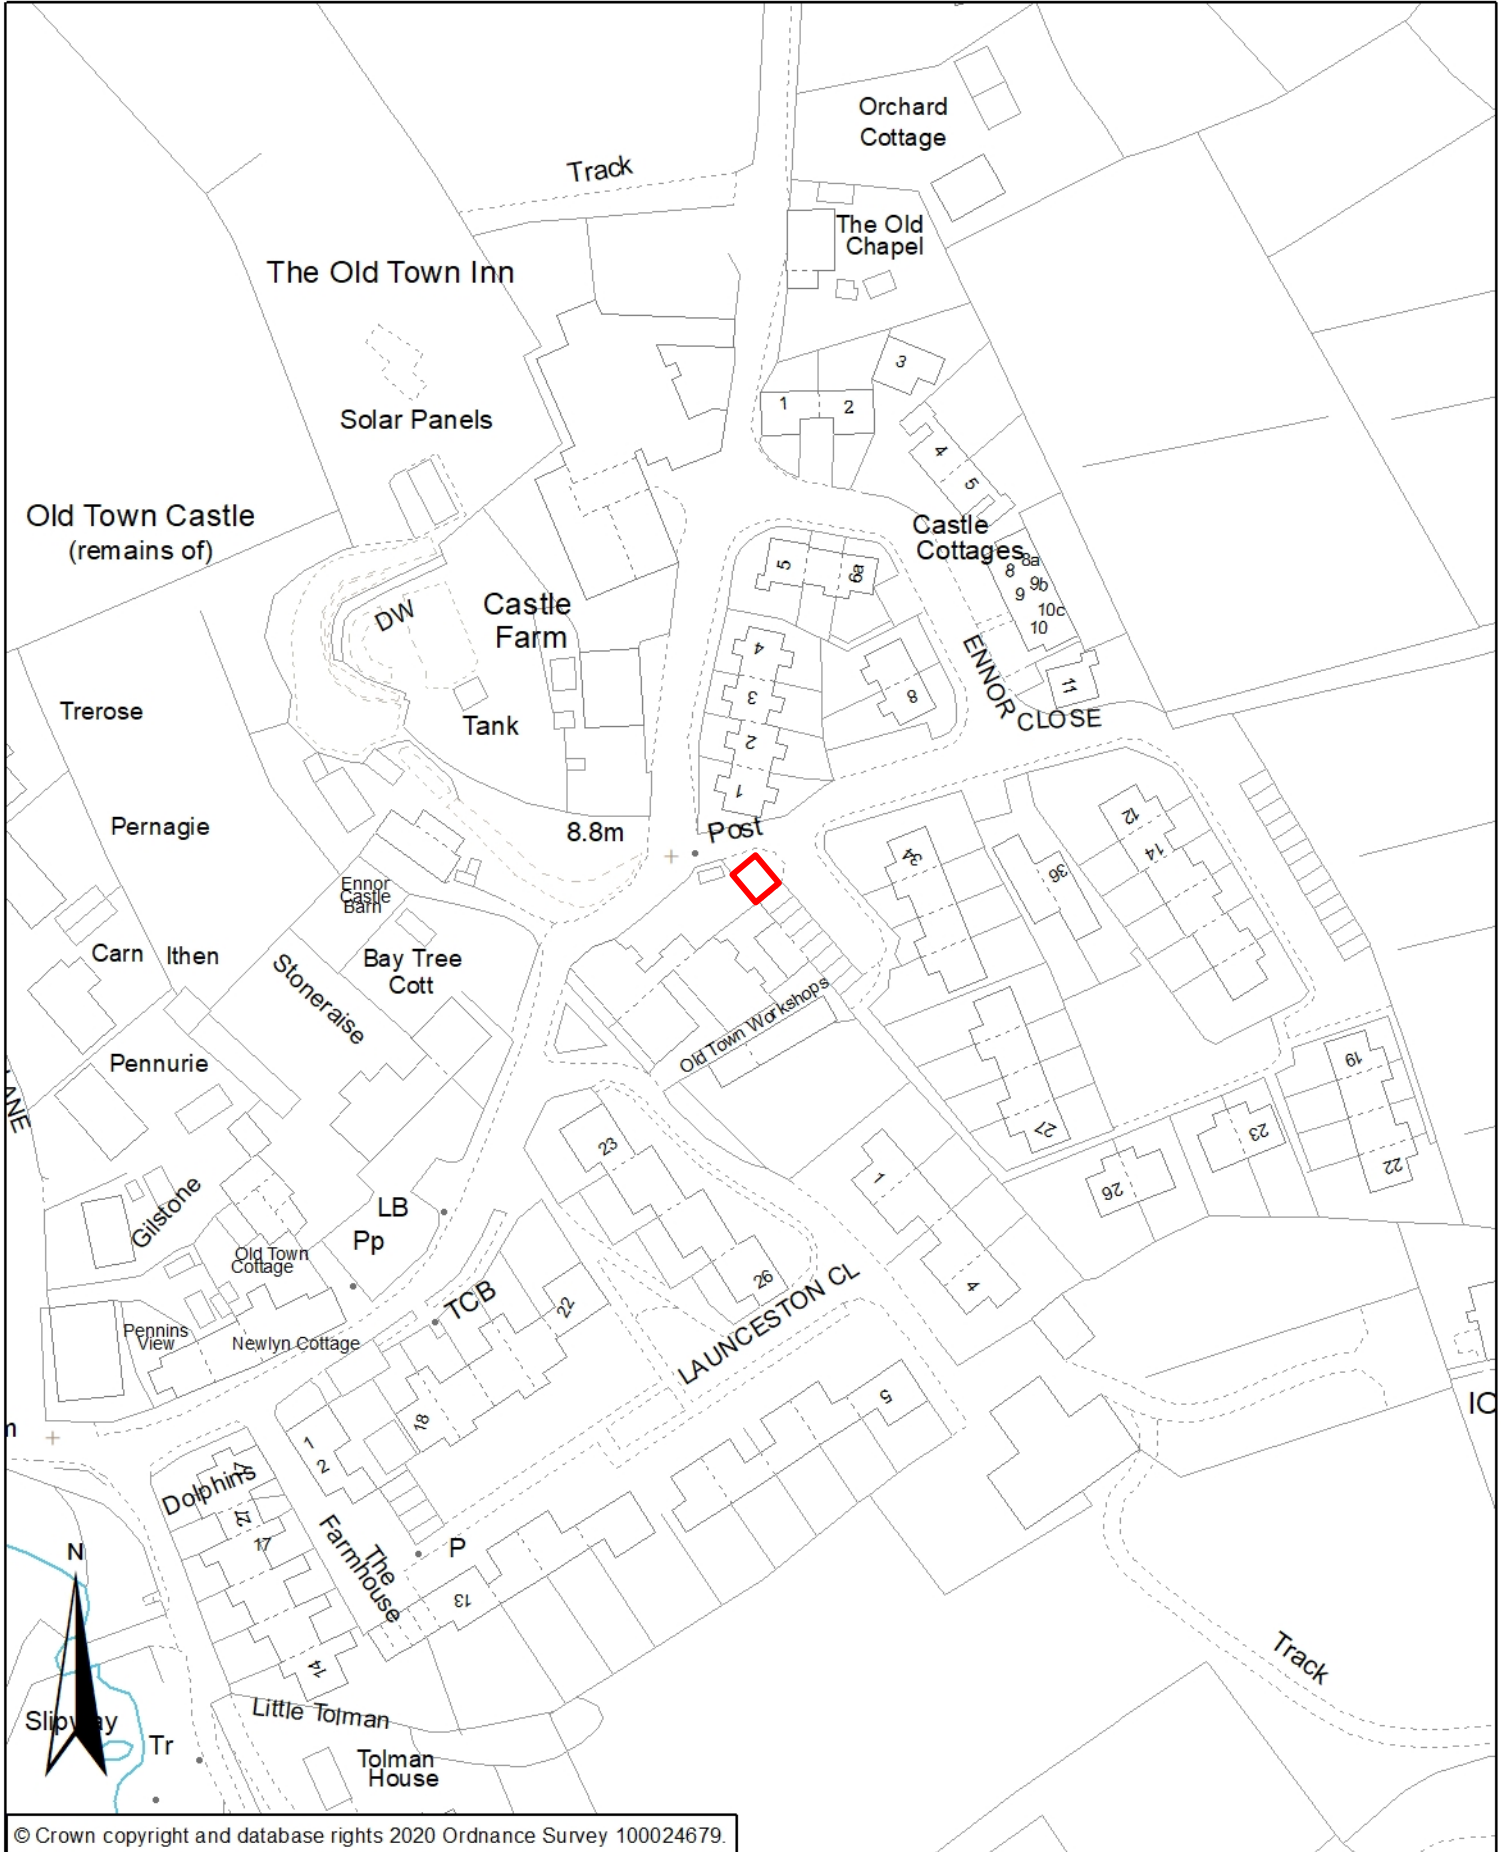 Orchard
Cottage
Track
The Old
Chapel
The Old Town Inn
3
1
2
Solar Panels
4
5
Old Town Castle
(remains of)
Castle
Cottages
8a
8
9b
9
10c
10
5
6a
DW
Castle
Farm
4
3
2
1
8
ENNOR
CLOSE
11
Trerose
Tank
Pernagie
8.8m
Post
12
14
34
36
Ennor
Castle
Barn
Carn
Ithen
Bay Tree
Cott
Stoneraise
Old Town Workshops
Pennurie
19
27
23
22
23
1
26
Gilstone
LB
Pp
Old Town
Cottage
26
4
TCB
22
LAUNCESTON CL
Pennins
View
Newlyn Cottage
5
18
1
2
Dolphins
17
The
Farmhouse
P
13
14
N
Track
Little Tolman
Slipway
Tr
Tolman
House
© Crown copyright and database rights 2020 Ordnance Survey 100024679.